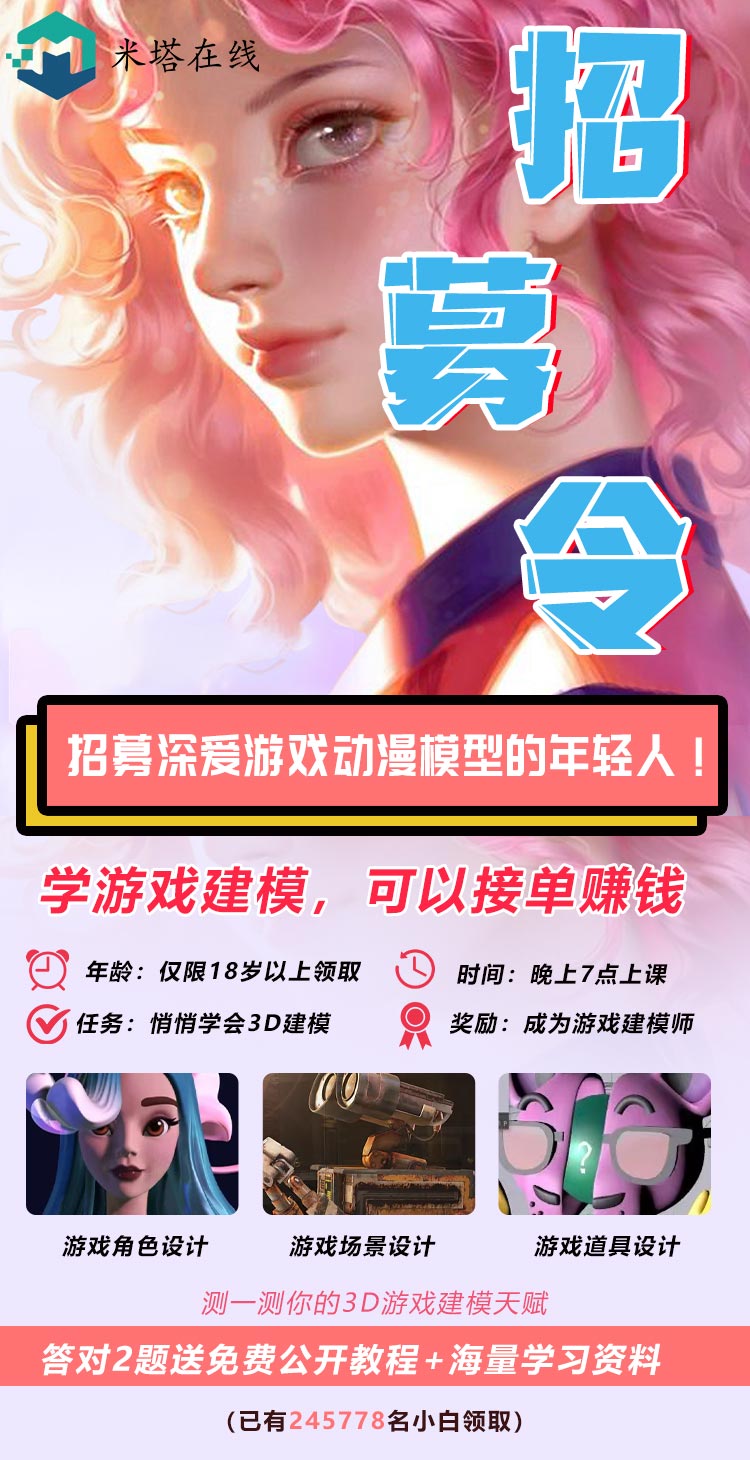 米塔在线
招
募
令
招募深爱游戏动漫模型的年轻人！
学游戏建模，可以接单赚钱
年龄：仅限18岁以上领取
时间：晚上7点上课
任务：悄悄学会3D建模
奖励：成为游戏建模师
?
游戏角色设计
游戏场景设计
游戏道具设计
测一测你的3D游戏建模天赋
答对2题送免费公开教程+海量学习资料
（已有245778名小白领取）